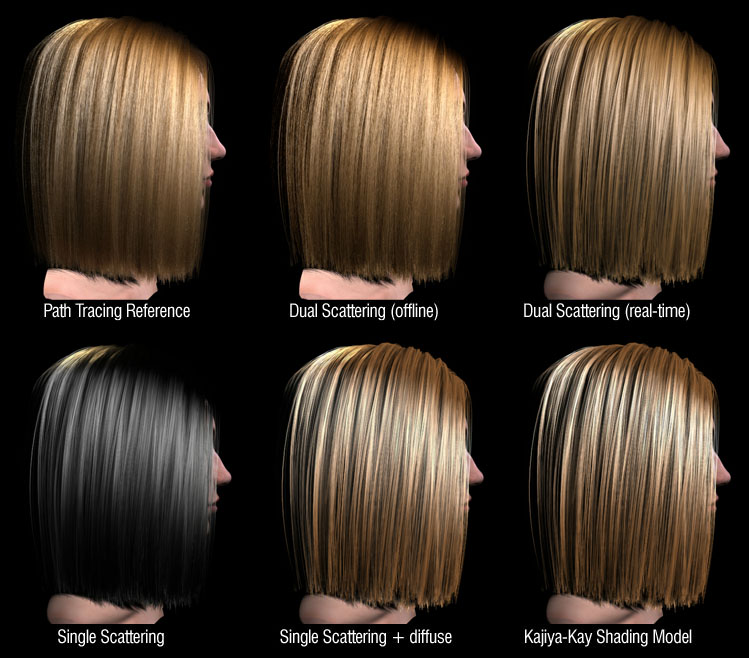 Path Tracing Reference
Dual Scattering (offline)
Dual Scattering (real-time)
Single Scattering
Single Scattering + diffuse
Kajiya-Kay Shading Model